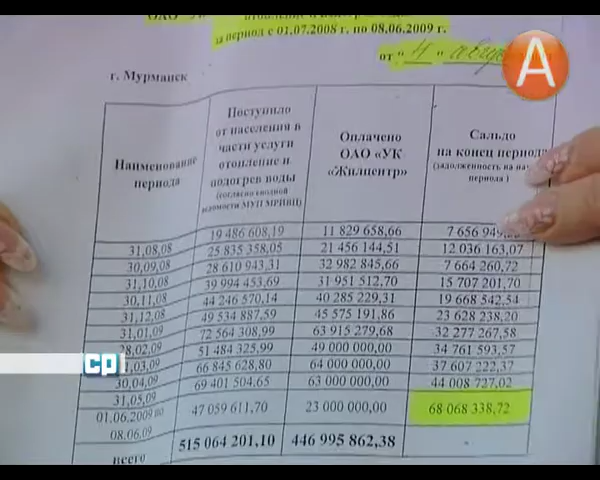 за период с 01.07.2008 г. по 08.06.2009 г.
от "11"
А
г. Мурманск
Наименование периода
Поступило от населения в части услуги отопление и подогрев воды (согласно сводной ведомости МУП МРИВЦ)
Оплачено ОАО «УК «Жилцентр»
Сальдо на конец периода
(задолженность на периода )
19 486 608,19 11 829 658,66
31,08,08 25 835 358,05 21 456 144,51 12 036 163,07
30,09,08 28 610 943,31 32 982 845,66 7 664 260,72
31,10,08 39 994 453,69 31 951 512,70 15 707 201,70
30,11,08 44 246 570,14 40 285 229,31 19 668 542,54
31,12,08 49 534 887,59 45 575 191,86 23 628 238,20
31,01,09 72 564 308,99 63 915 279,68 32 277 267,58
28,02,09 51 484 325,99 49 000 000,00 34 761 593,57
03,09 66 845 628,80 64 000 000,00 37 607 222,37
30,04,09 69 401 504,65 63 000 000,00 44 008 727,02
31,05,09
01,06,2009 по 08,06,09 47 059 611,70 23 000 000,00 68 068 338,72
всего 515 064 201,10 446 995 862,38 -
ср